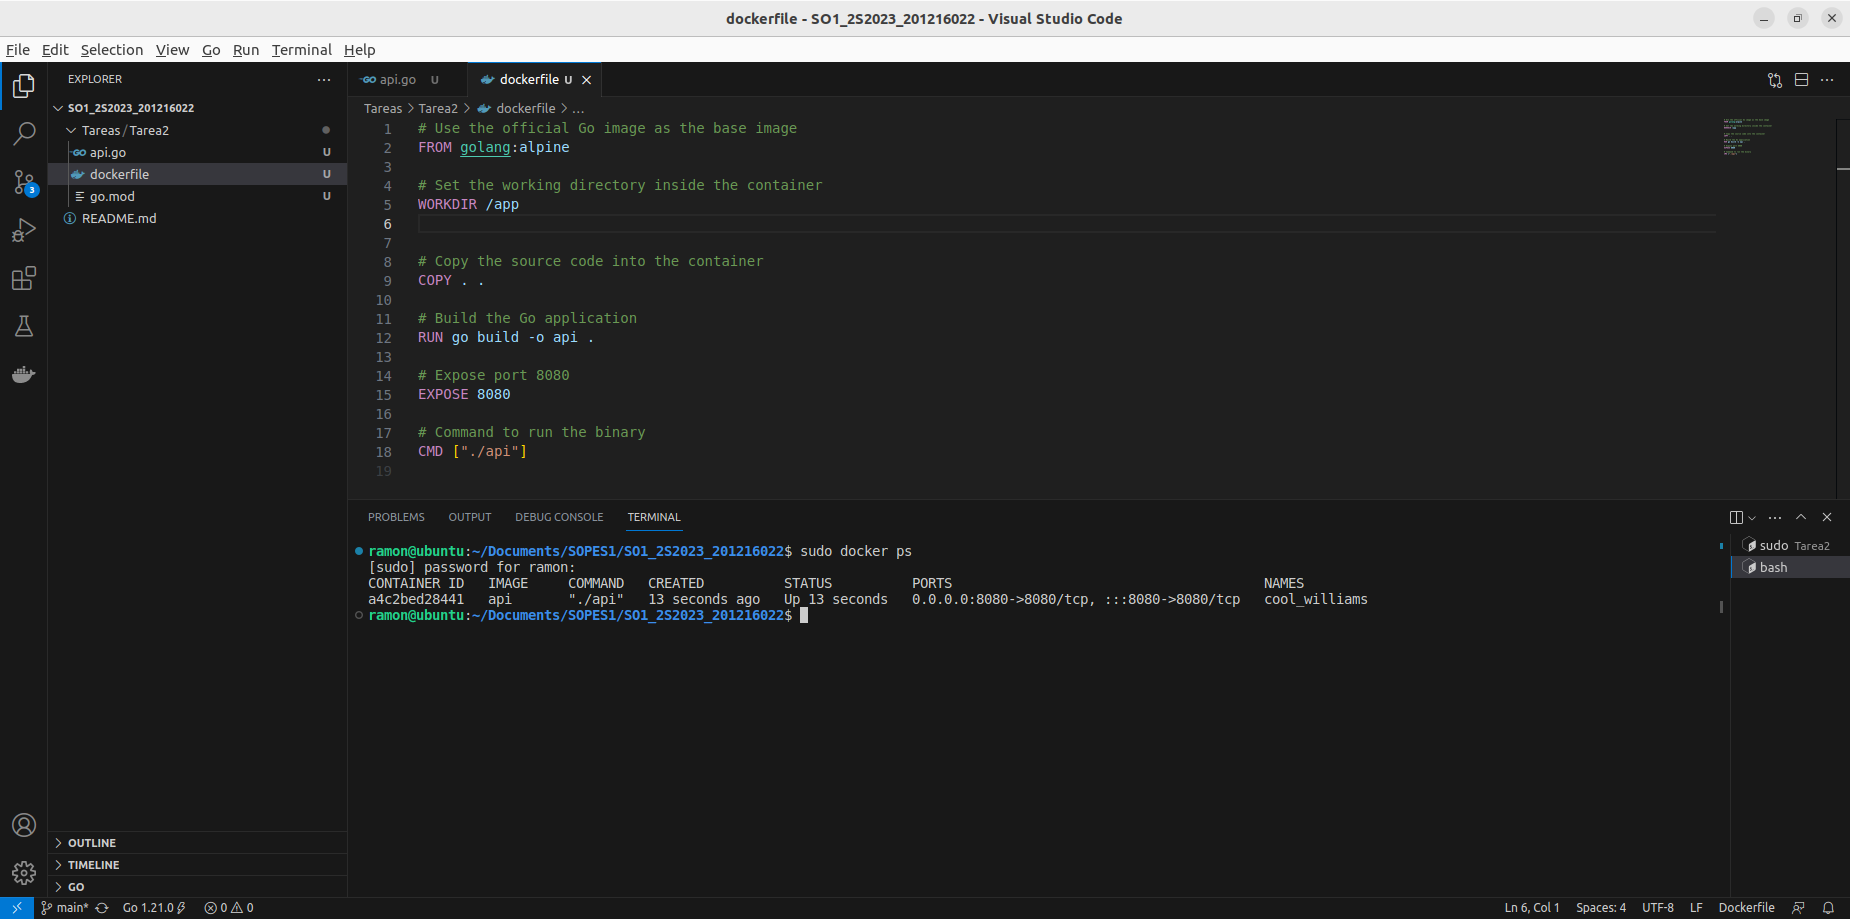 dockerfile - SO1_2S2023_201216022 - Visual Studio Code
File Edit Selection View Go Run Terminal Help
EXPLORER
SO1_2S2023_201216022
Tareas / Tarea2
api.go U
dockerfile U
go.mod U
README.md
3
OUTLINE
TIMELINE
GO
api.go U
dockerfile U
Tareas > Tarea2 > dockerfile > ...
1 # Use the official Go image as the base image
2 FROM golang:alpine
3
4 # Set the working directory inside the container
5 WORKDIR /app
6
7
8 # Copy the source code into the container
9 COPY . .
10
11 # Build the Go application
12 RUN go build -o api .
13
14 # Expose port 8080
15 EXPOSE 8080
16
17 # Command to run the binary
18 CMD ["./api"]
19
PROBLEMS OUTPUT DEBUG CONSOLE TERMINAL
ramon@ubuntu:~/Documents/SOPES1/SO1_2S2023_201216022$ sudo docker ps
[sudo] password for ramon:
CONTAINER ID IMAGE COMMAND CREATED STATUS PORTS NAMES
a4c2bed28441 api "./api" 13 seconds ago Up 13 seconds 0.0.0.0:8080->8080/tcp, :::8080->8080/tcp cool_williams
ramon@ubuntu:~/Documents/SOPES1/SO1_2S2023_201216022$
sudo Tarea2
bash
main* Go 1.21.0 0 0 Ln 6, Col 1 Spaces: 4 UTF-8 LF Dockerfile